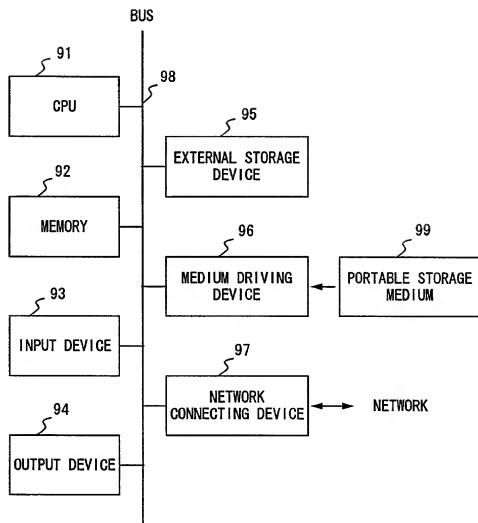 BUS
91
98
CPU
95
EXTERNAL STORAGE
DEVICE
92
MEMORY
96
99
MEDIUM DRIVING
DEVICE
PORTABLE STORAGE
MEDIUM
93
INPUT DEVICE
97
NETWORK
CONNECTING DEVICE
NETWORK
94
OUTPUT DEVICE